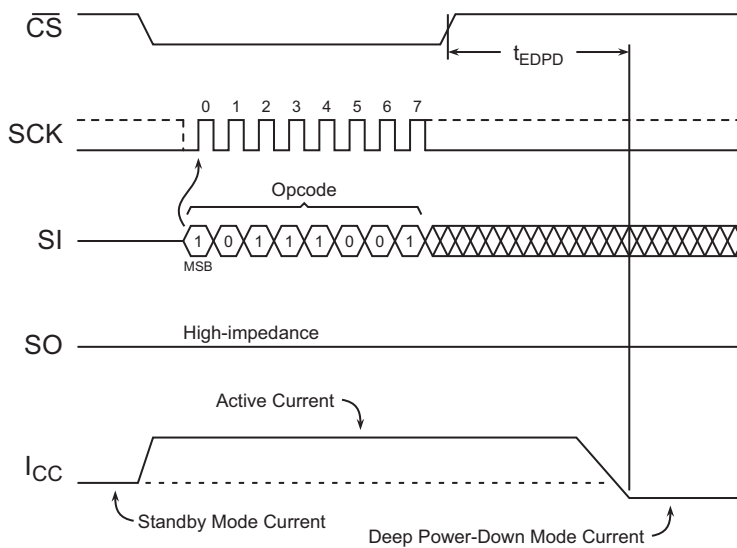 CS
tEDPD
0 1 2 3 4 5 6 7
SCK
Opcode
SI
1 0 1 1 1 0 0 1
MSB
High-impedance
SO
Active Current
ICC
Standby Mode Current
Deep Power-Down Mode Current